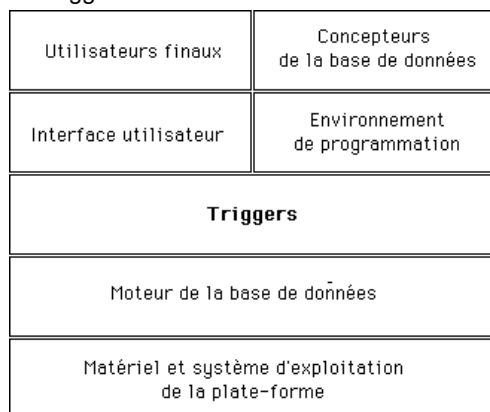 Utilisateurs finaux
Concepteurs
de la base de données
Interface utilisateur
Environnement
de programmation
Triggers
Moteur de la base de données
Matériel et système d'exploitation
de la plate-forme